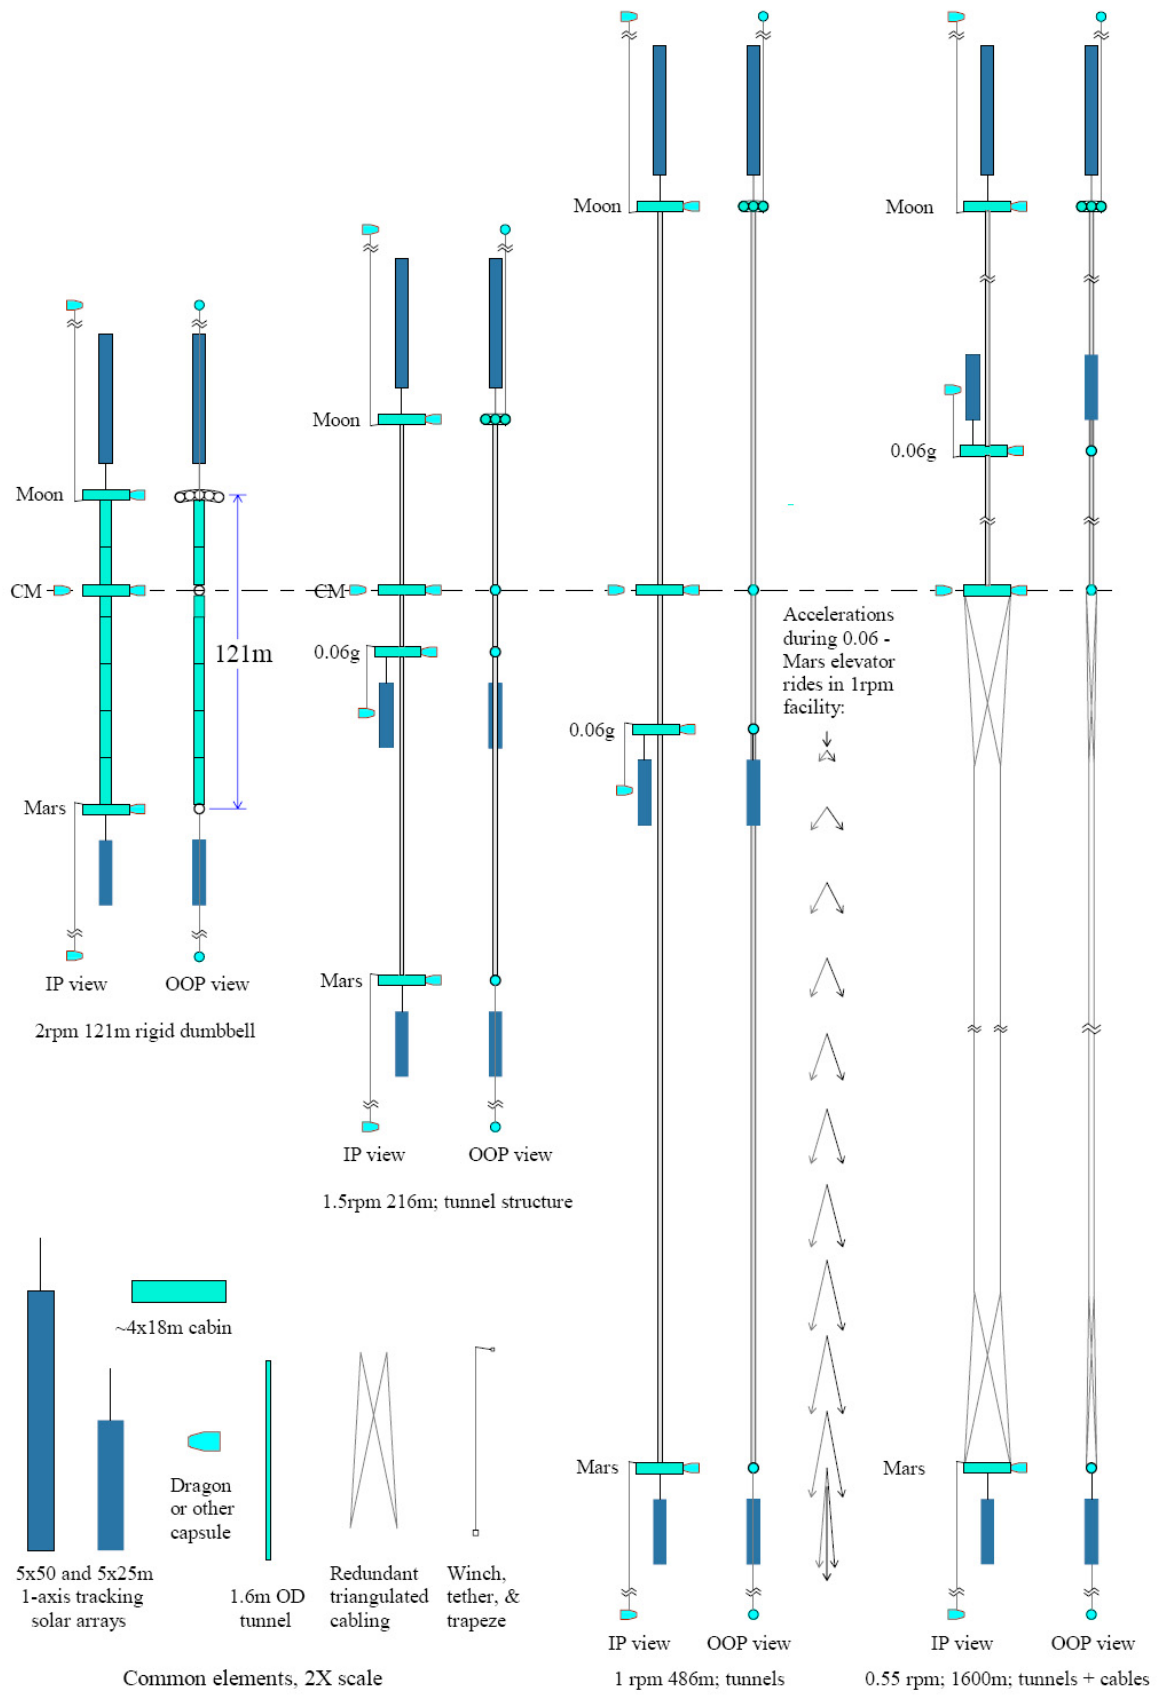 Moon
CM
121m
Mars
IP view
OOP view
2rpm 121m rigid dumbbell
Moon
CM
0.06g
Mars
IP view
OOP view
1.5rpm 216m; tunnel structure
Moon
0.06g
Mars
IP view
OOP view
1 rpm 486m; tunnels
Accelerations
during 0.06 -
Mars elevator
rides in 1rpm
facility:
Moon
0.06g
Mars
IP view
OOP view
0.55 rpm; 1600m; tunnels + cables
~4x18m cabin
Dragon
or other
capsule
5x50 and 5x25m
1-axis tracking
solar arrays
1.6m OD
tunnel
Redundant
triangulated
cabling
Winch,
tether, &
trapeze
Common elements, 2X scale